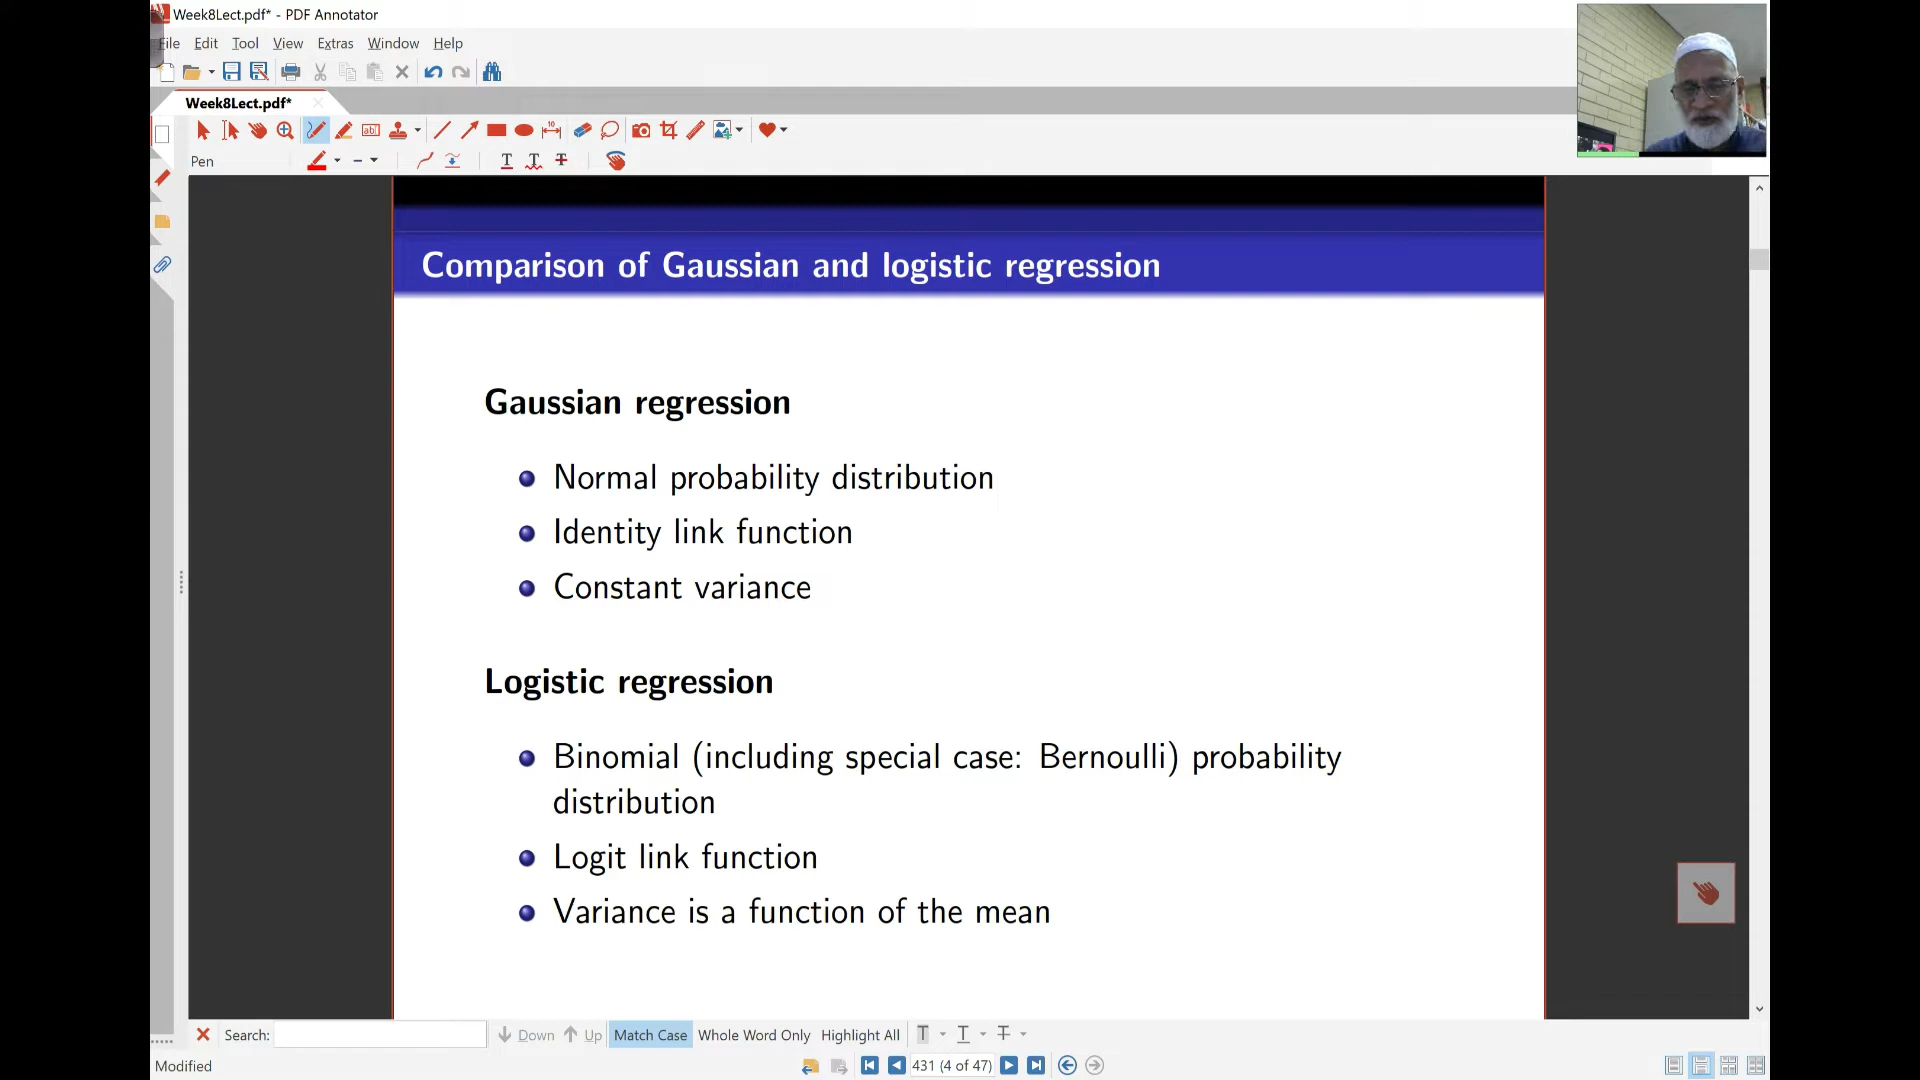 Week8Lect.pdf* - PDF Annotator
File Edit Tool View Extras Window Help
Week8Lect.pdf*
Pen
Comparison of Gaussian and logistic regression
Gaussian regression
Normal probability distribution
Identity link function
Constant variance
Logistic regression
Binomial (including special case: Bernoulli) probability
distribution
Logit link function
Variance is a function of the mean
Search: Down Up Match Case Whole Word Only Highlight All
Modified 431 (4 of 47)